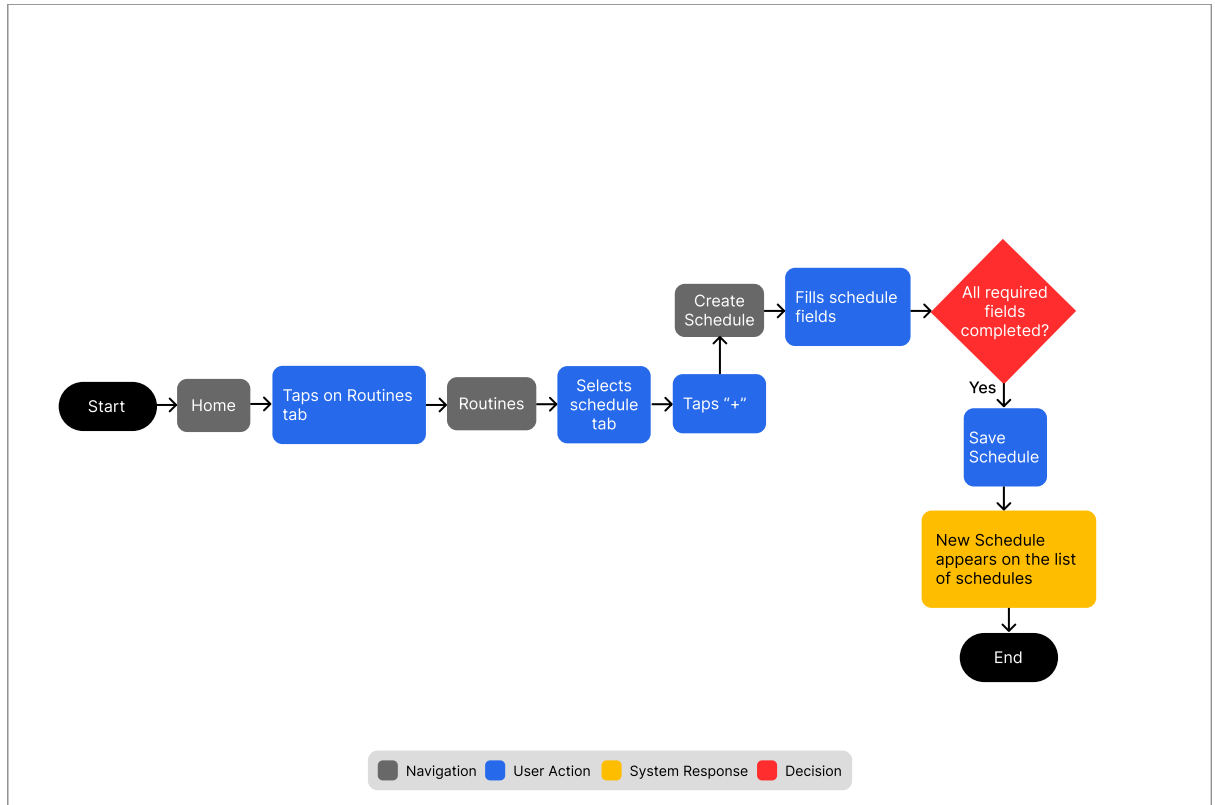 Start
Home
Taps on Routines
tab
Routines
Selects
schedule
tab
Taps “+”
Create
Schedule
Fills schedule
fields
All required
fields
completed?
Yes
Save
Schedule
New Schedule
appears on the list
of schedules
End
Navigation
User Action
System Response
Decision